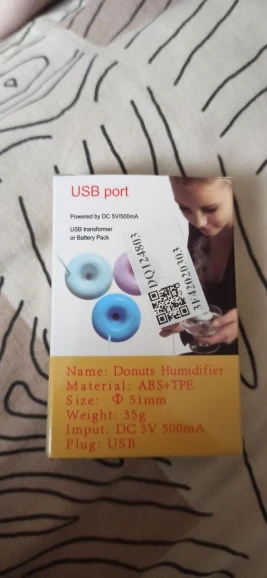 USB port
Powered by DC 5V/500mA
USB transformer
or Battery Pack
DQ1124803
Name: Donuts Humidifier
Material: ABS+TPE
Size: Φ 51mm
Weight: 35g
Imput: DC 5V 500mA
Plug: USB